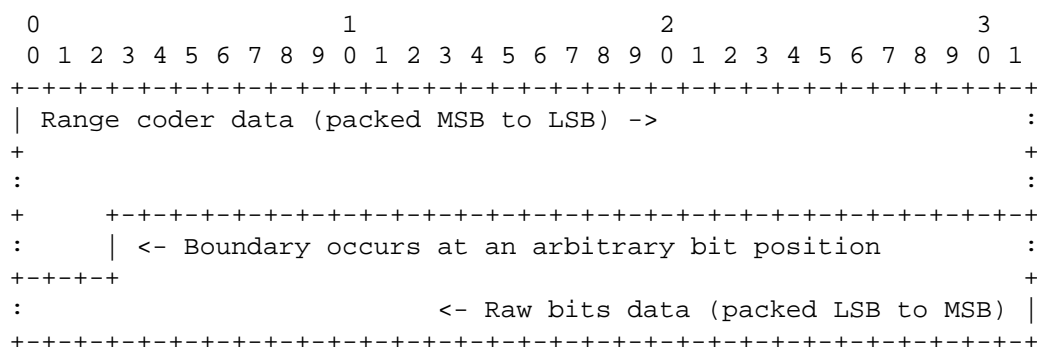 0                   1                   2                   3
 0 1 2 3 4 5 6 7 8 9 0 1 2 3 4 5 6 7 8 9 0 1 2 3 4 5 6 7 8 9 0 1
+-+-+-+-+-+-+-+-+-+-+-+-+-+-+-+-+-+-+-+-+-+-+-+-+-+-+-+-+-+-+-+-+
| Range coder data (packed MSB to LSB) ->                       :
+                                                               +
:                                                               :
+     +-+-+-+-+-+-+-+-+-+-+-+-+-+-+-+-+-+-+-+-+-+-+-+-+-+-+-+-+-+
:     | <- Boundary occurs at an arbitrary bit position         :
+-+-+-+                                                         +
:                          <- Raw bits data (packed LSB to MSB) |
+-+-+-+-+-+-+-+-+-+-+-+-+-+-+-+-+-+-+-+-+-+-+-+-+-+-+-+-+-+-+-+-+